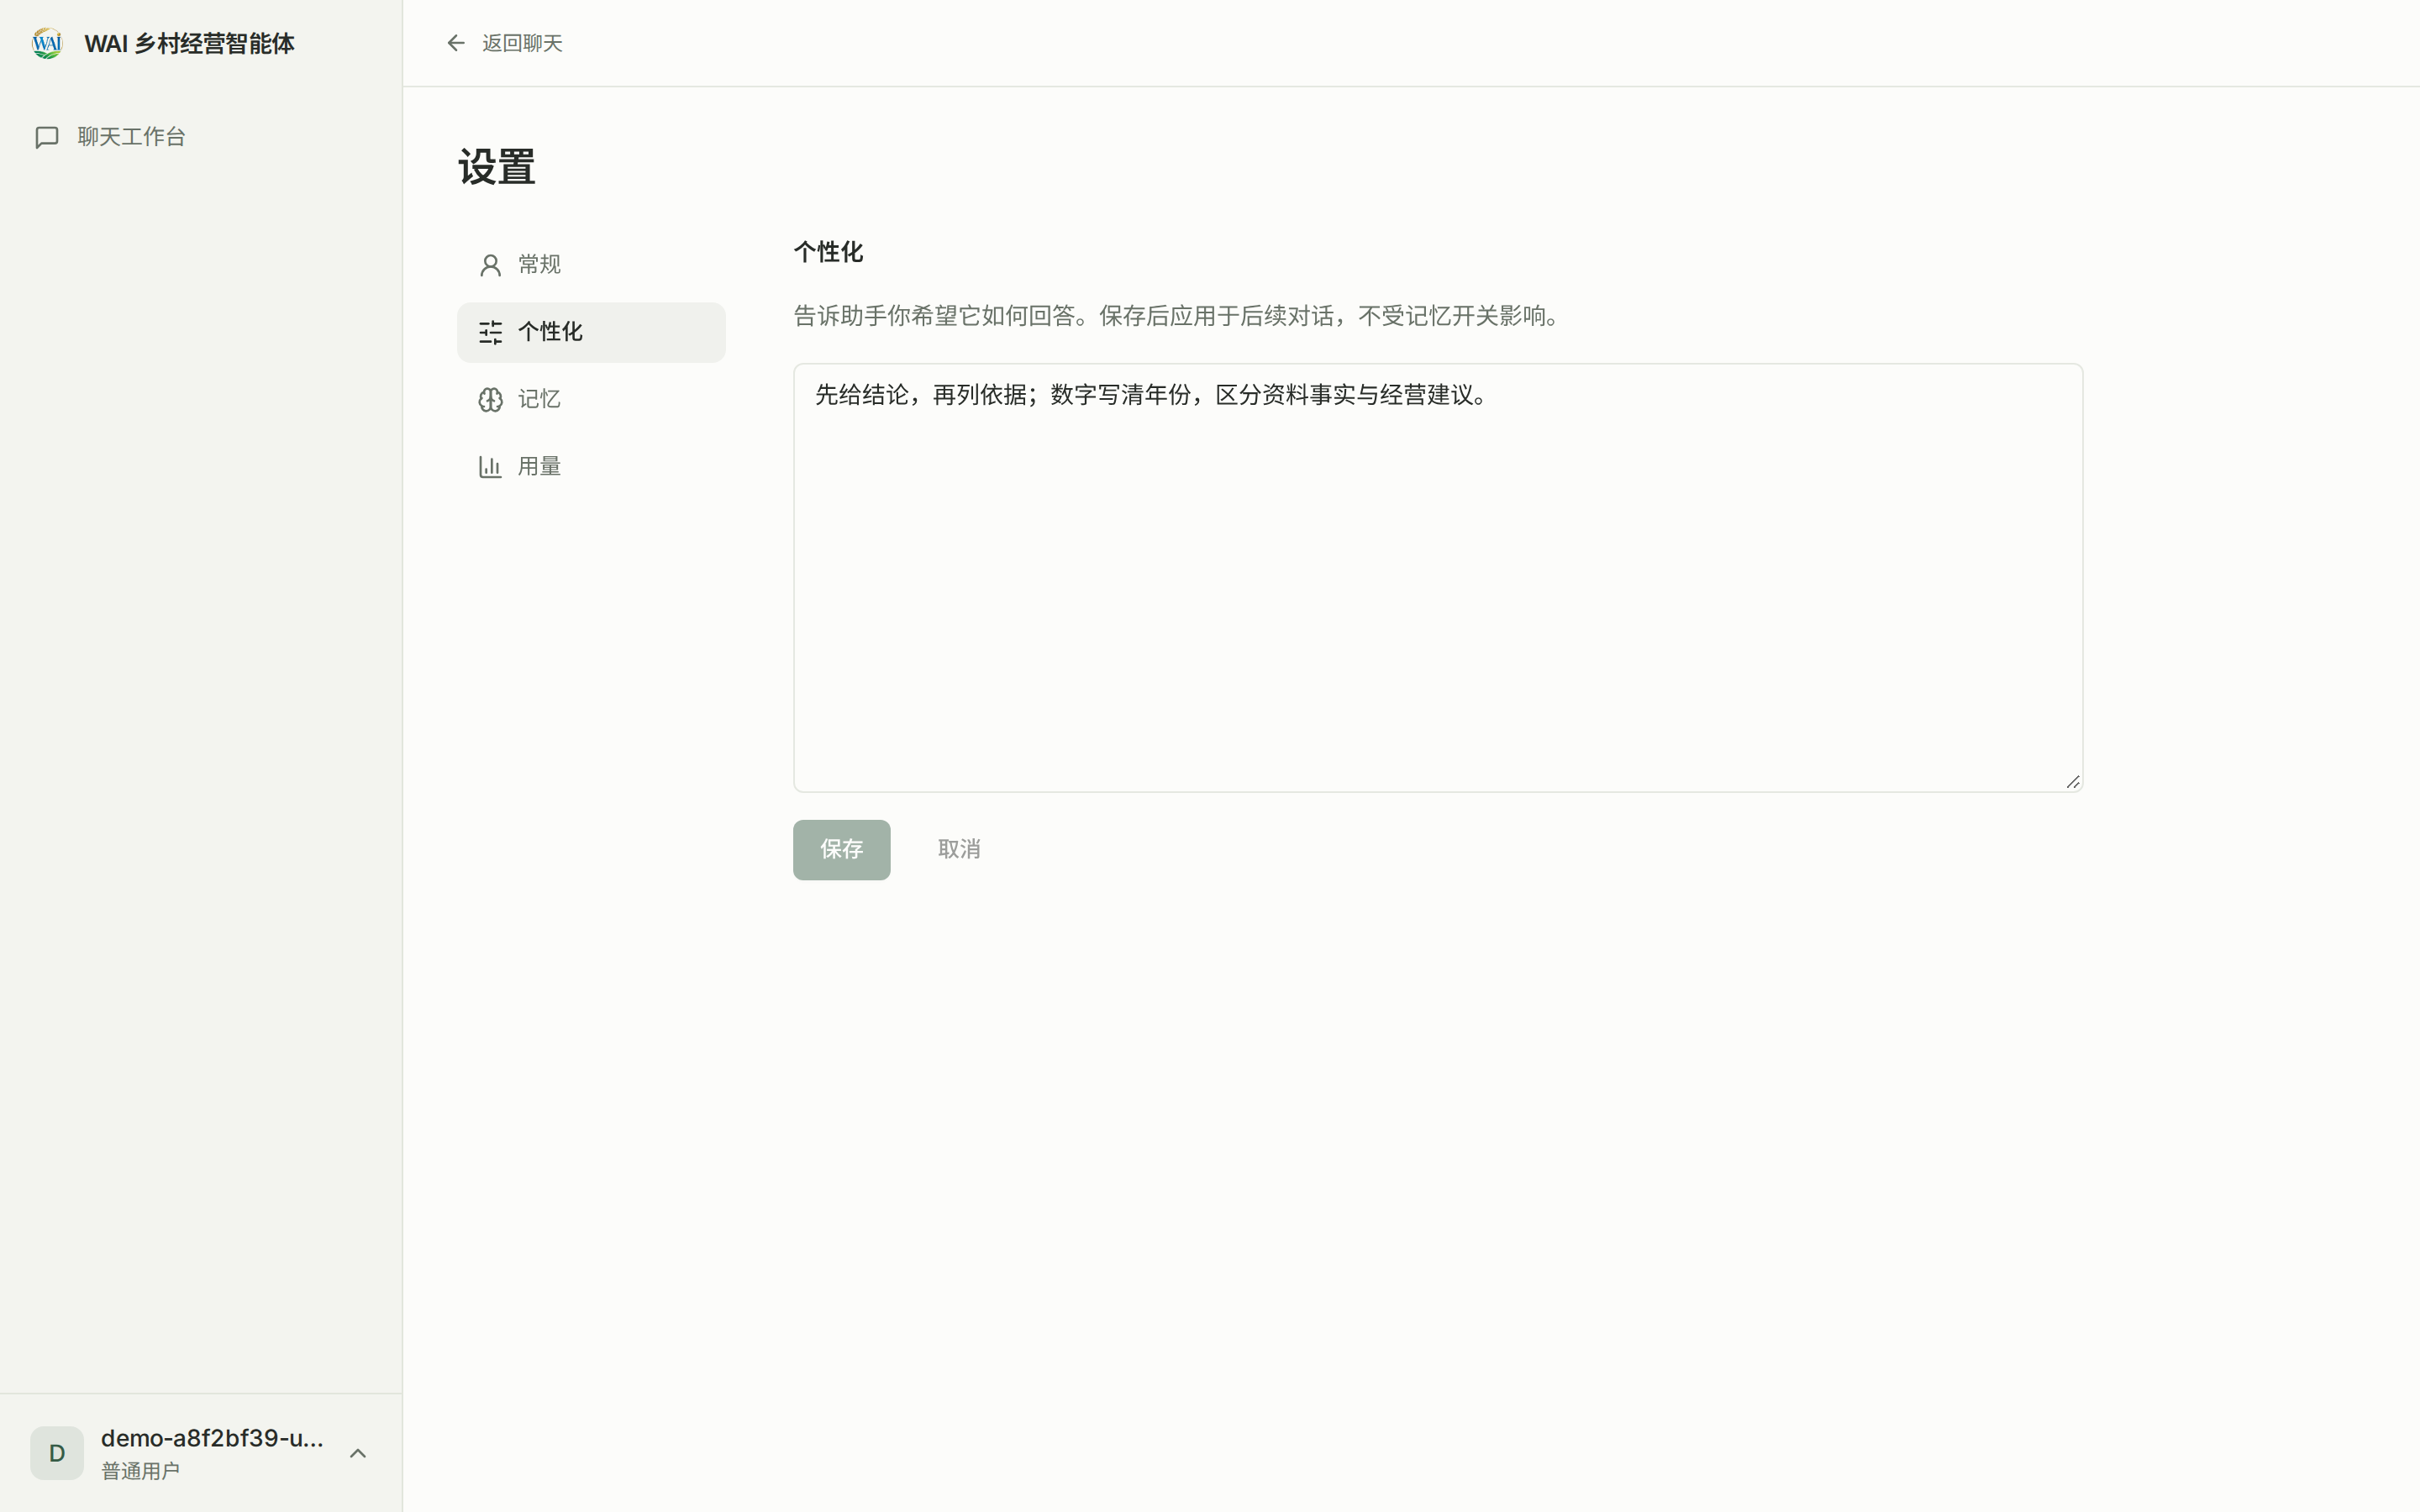 WAI 乡村经营智能体
聊天工作台
返回聊天
设置
常规
个性化
记忆
用量
个性化
告诉助手你希望它如何回答。保存后应用于后续对话，不受记忆开关影响。
先给结论，再列依据；数字写清年份，区分资料事实与经营建议。
保存
取消
D
demo-a8f2bf39-u...
普通用户